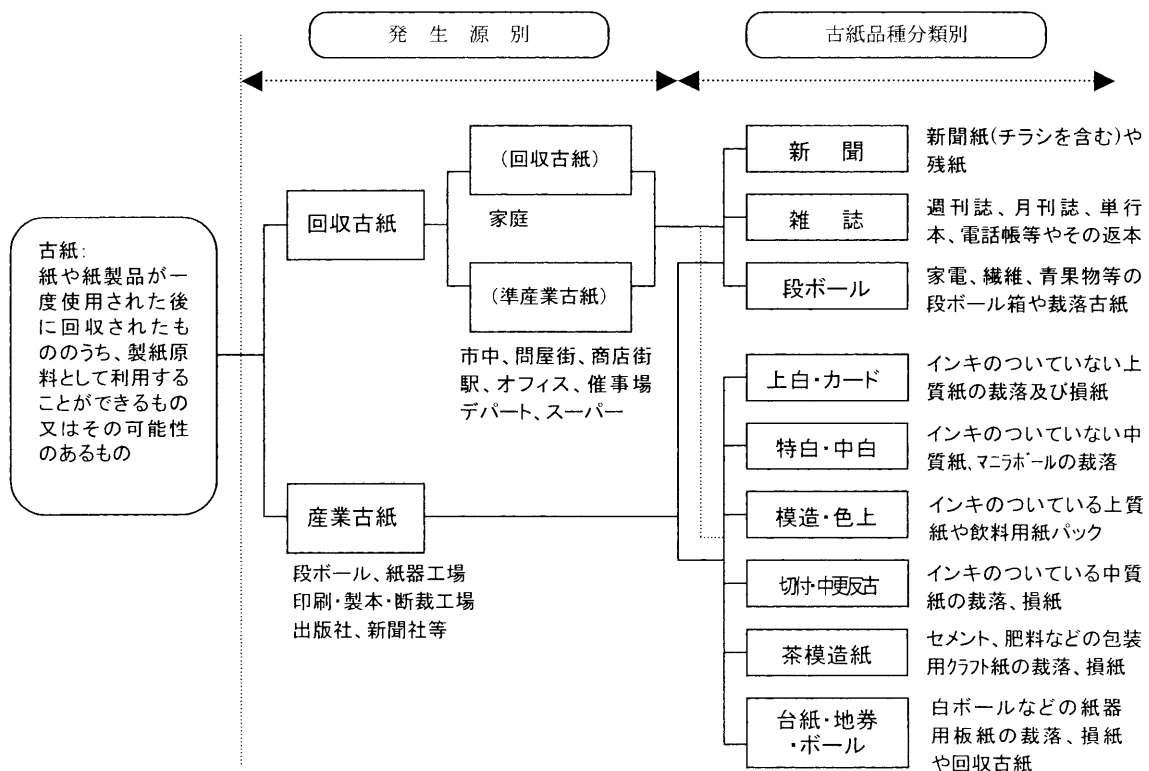 発 生 源 別
古紙品種分類別
古紙:
紙や紙製品が一
度使用された後
に回収されたも
ののうち、製紙原
料として利用する
ことができるもの
又はその可能性
のあるもの
回収古紙
(回収古紙)
家庭
(準産業古紙)
市中、問屋街、商店街
駅、オフィス、催事場
デパート、スーパー
産業古紙
段ボール、紙器工場
印刷・製本・断裁工場
出版社、新聞社等
新 聞
新聞紙(チラシを含む)や
残紙
雑 誌
週刊誌、月刊誌、単行
本、電話帳等やその返本
段ボール
家電、繊維、青果物等の
段ボール箱や裁落古紙
上白・カード
インキのついていない上
質紙の裁落及び損紙
特白・中白
インキのついていない中
質紙、マニラボールの裁落
模造・色上
インキのついている上質
紙や飲料用紙パック
切付・中更反古
インキのついている中質
紙の裁落、損紙
茶模造紙
セメント、肥料などの包装
用クラフト紙の裁落、損紙
台紙・地券
・ボール
白ボールなどの紙器
用板紙の裁落、損紙
や回収古紙